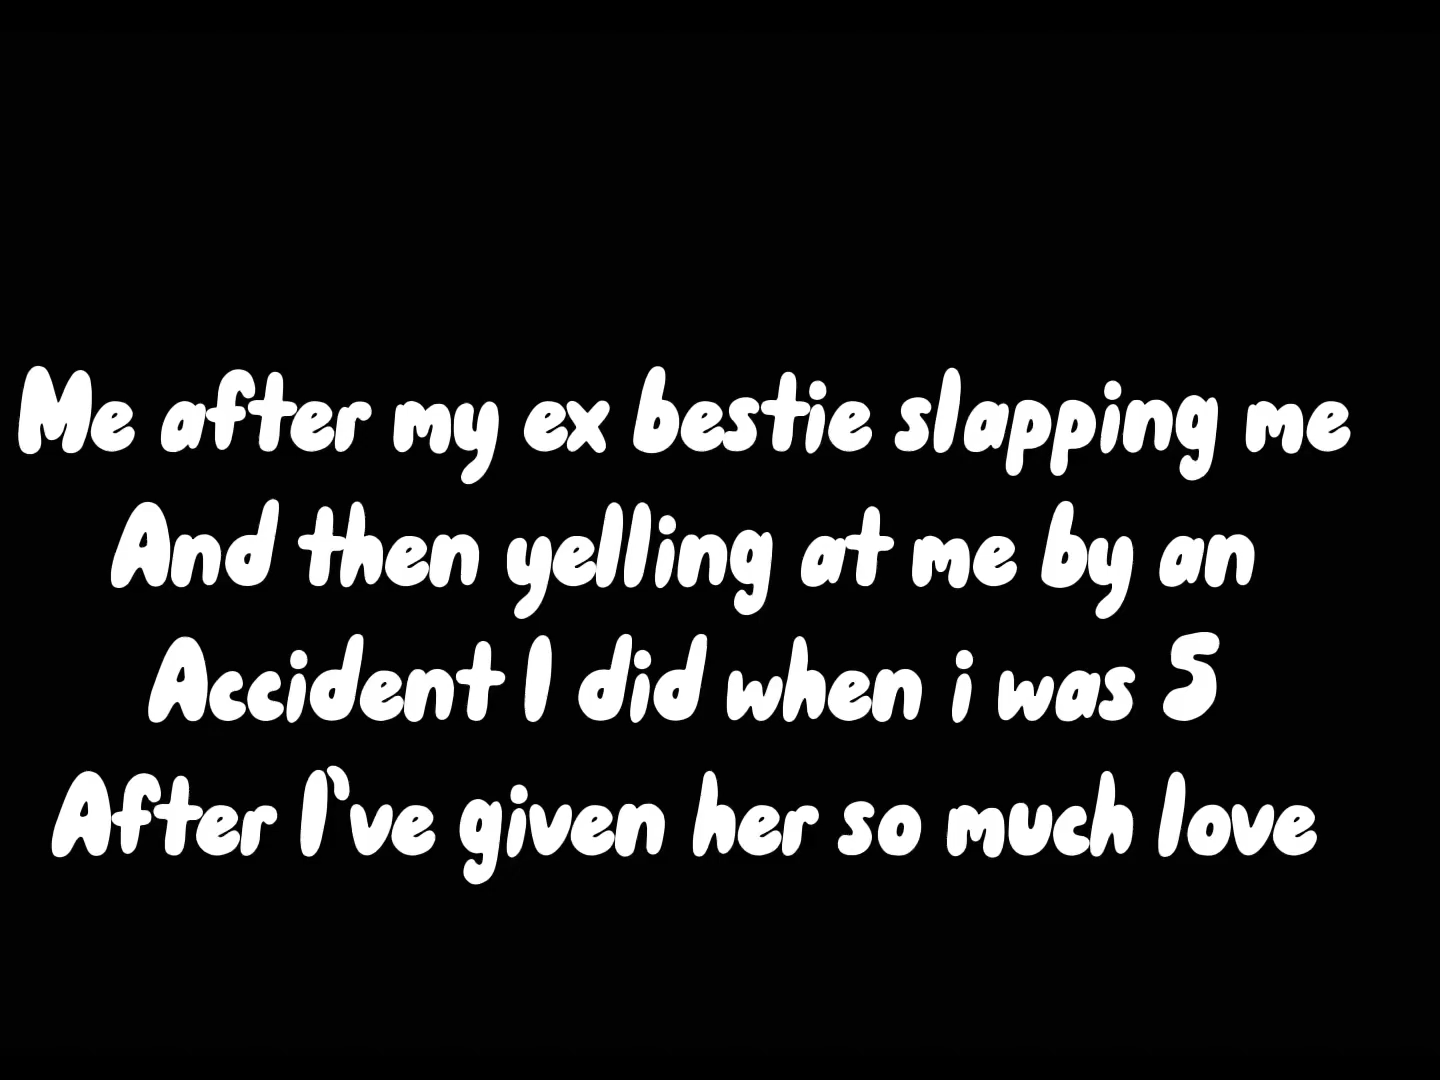 Me after my ex bestie slapping me
And then yelling at me by an
Accident I did when i was 5
After I've given her so much love